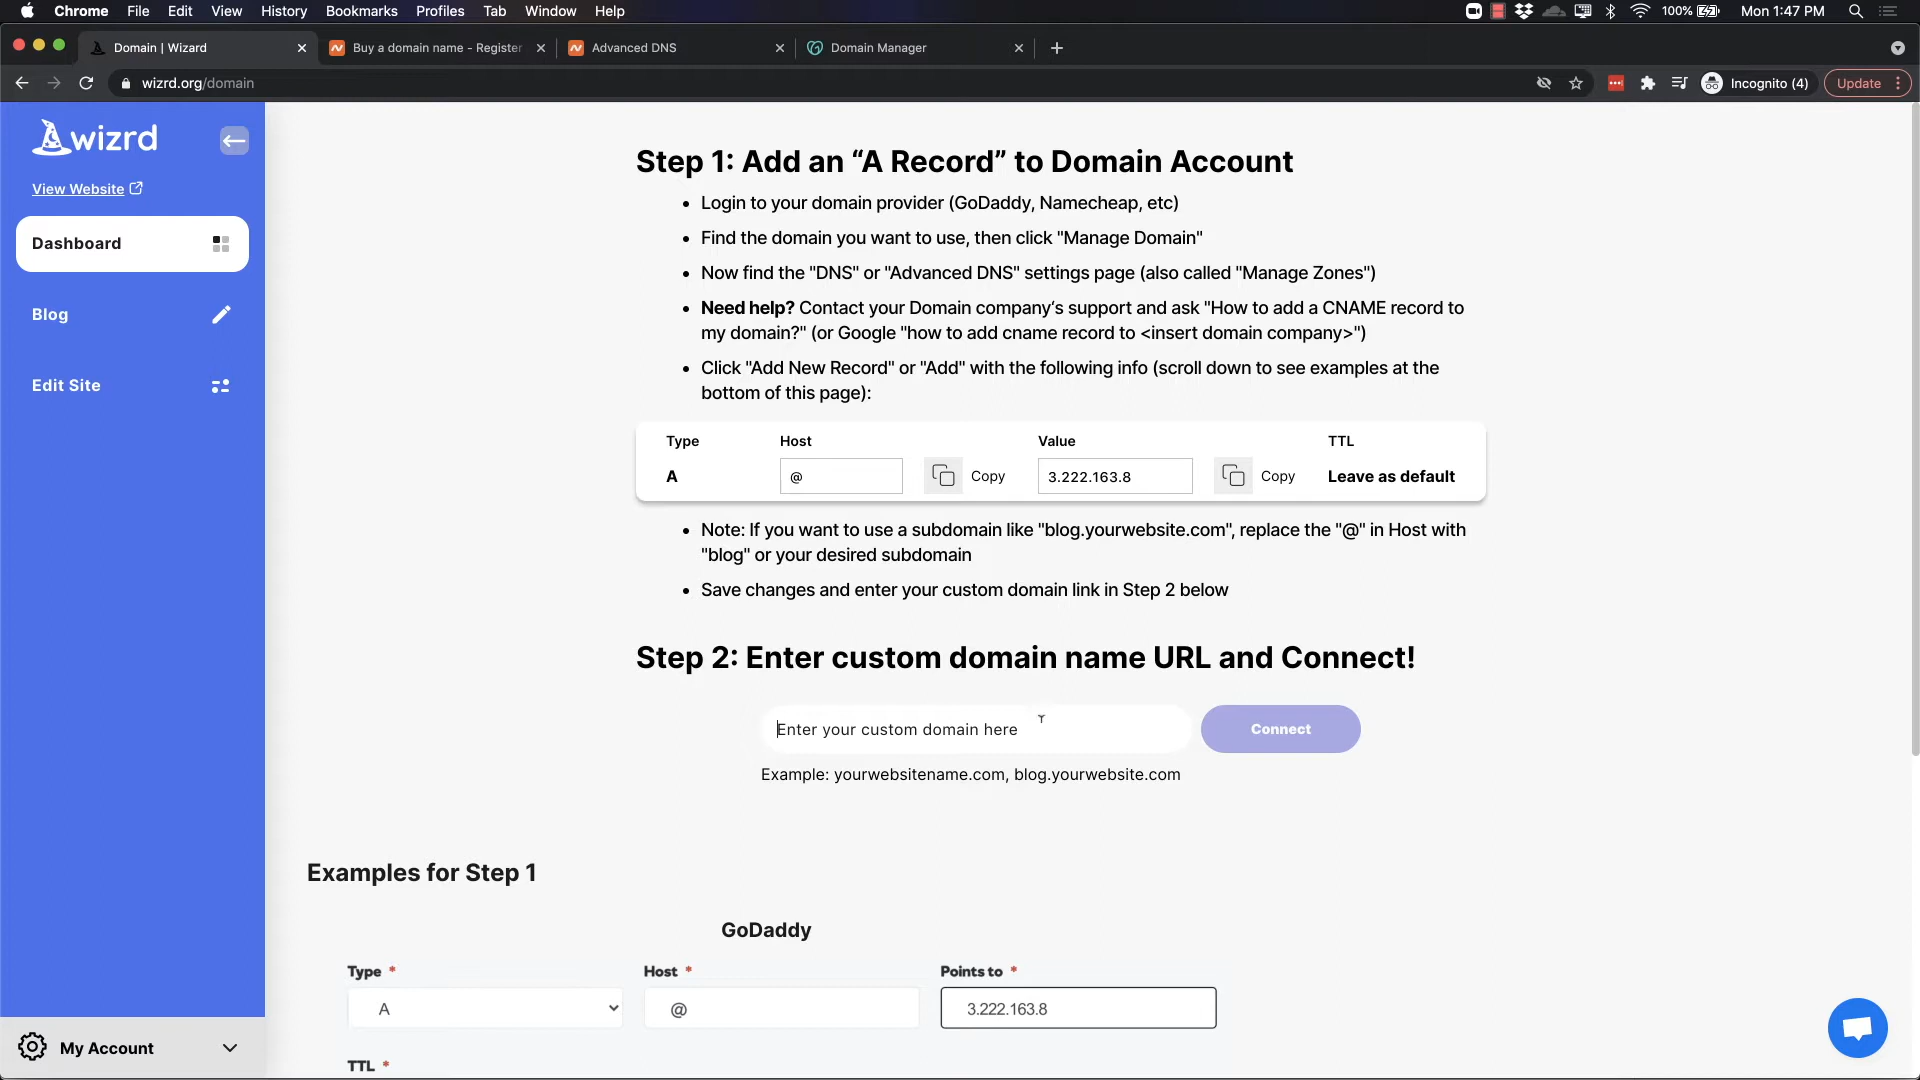 Chrome File Edit View History Bookmarks Profiles Tab Window Help 100% Mon 1:47 PM
Domain | Wizard
Buy a domain name - Register
Advanced DNS
Domain Manager
wizrd.org/domain
Incognito (4)
Update
wizrd
View Website
Dashboard
Blog
Edit Site
My Account
Step 1: Add an “A Record” to Domain Account
• Login to your domain provider (GoDaddy, Namecheap, etc)
• Find the domain you want to use, then click "Manage Domain"
• Now find the "DNS" or "Advanced DNS" settings page (also called "Manage Zones")
• Need help? Contact your Domain company‘s support and ask "How to add a CNAME record to
my domain?" (or Google "how to add cname record to <insert domain company>")
• Click "Add New Record" or "Add" with the following info (scroll down to see examples at the
bottom of this page):
Type Host Value TTL
A @ Copy 3.222.163.8 Copy Leave as default
• Note: If you want to use a subdomain like "blog.yourwebsite.com", replace the "@" in Host with
"blog" or your desired subdomain
• Save changes and enter your custom domain link in Step 2 below
Step 2: Enter custom domain name URL and Connect!
Enter your custom domain here
Connect
Example: yourwebsitename.com, blog.yourwebsite.com
Examples for Step 1
GoDaddy
Type * Host * Points to *
A @ 3.222.163.8
TTL *